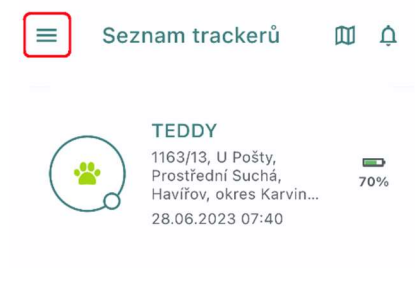 Seznam trackerů
TEDDY
1163/13, U Pošty,
Prostřední Suchá,
Havířov, okres Karvin...
28.06.2023 07:40
70%